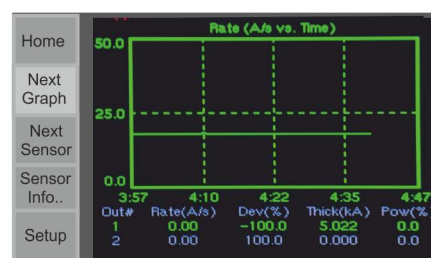 Home
Next
Graph
Next
Sensor
Sensor
Info..
Setup
Rate (A/s vs. Time)
50.0
25.0
0.0
3:57 4:10 4:22 4:35 4:47
Out# Rate(A/s) Dev(%) Thick(kA) Pow(%
1 0.00 -100.0 5.022 0.0
2 0.00 100.0 0.000 0.0